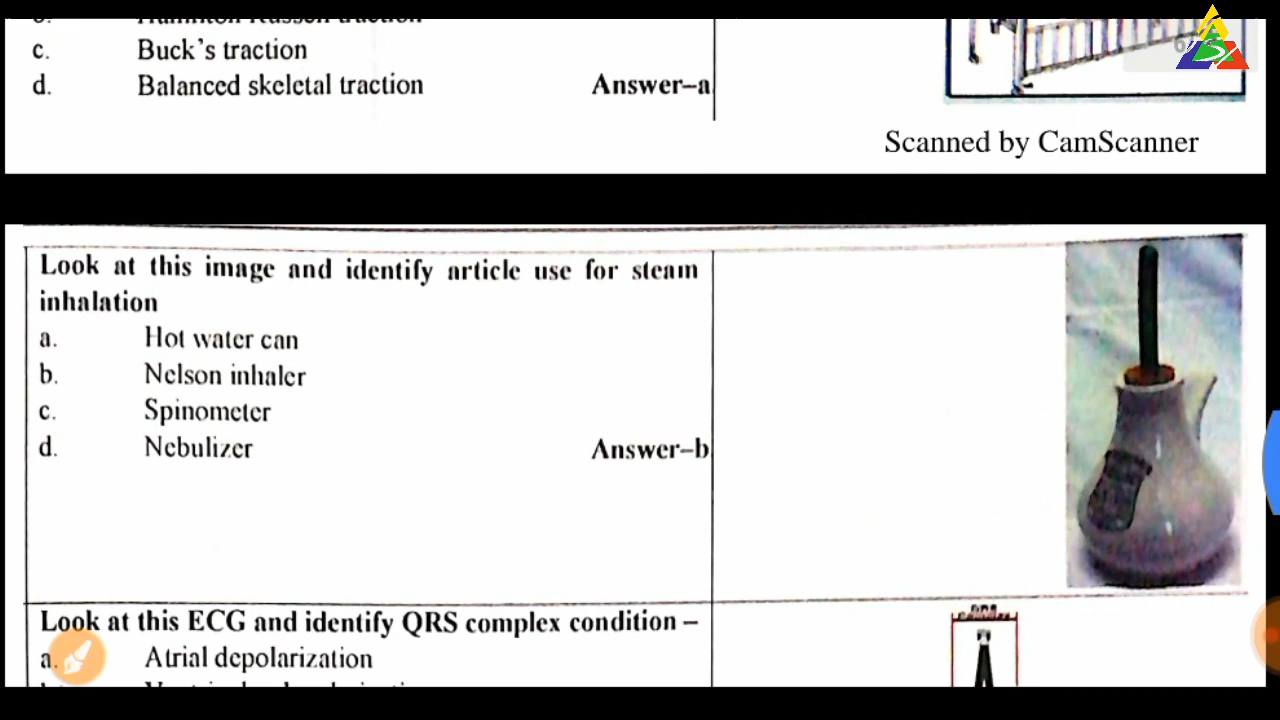 c. Buck's traction
d. Balanced skeletal traction Answer–a
Scanned by CamScanner
Look at this image and identify article use for steam
inhalation
a. Hot water can
b. Nelson inhaler
c. Spinometer
d. Nebulizer Answer–b
Look at this ECG and identify QRS complex condition –
a. Atrial depolarization